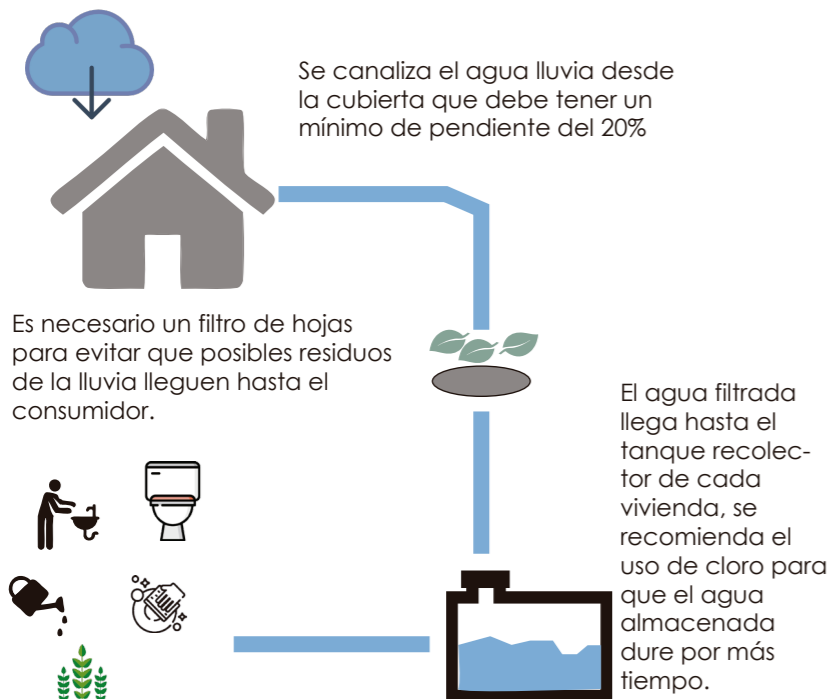 Se canaliza el agua lluvia desde
la cubierta que debe tener un
mínimo de pendiente del 20%
Es necesario un filtro de hojas
para evitar que posibles residuos
de la lluvia lleguen hasta el
consumidor.
El agua filtrada
llega hasta el
tanque recolec-
tor de cada
vivienda, se
recomienda el
uso de cloro para
que el agua
almacenada
dure por más
tiempo.